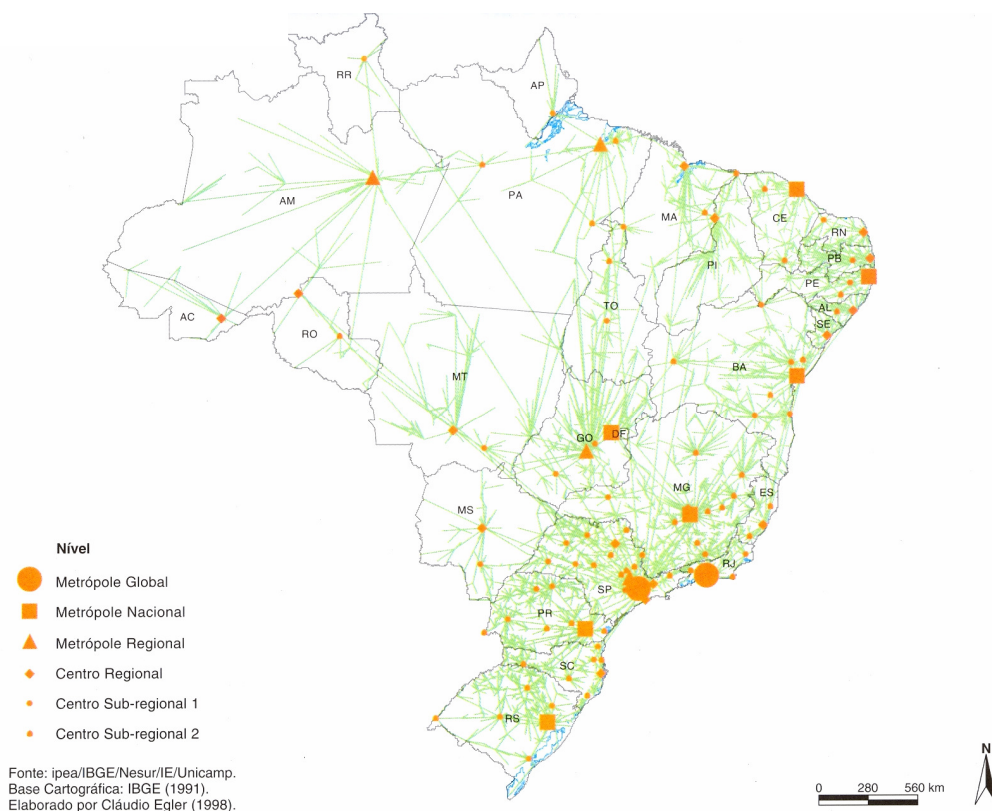 RR
AP
AM
PA
MA
CE
RN
PB
PI
PE
AL
SE
AC
RO
TO
BA
MT
GO
DF
MG
ES
MS
RJ
SP
PR
SC
RS
Nível
Metrópole Global
Metrópole Nacional
Metrópole Regional
Centro Regional
Centro Sub-regional 1
Centro Sub-regional 2
Fonte: ipea/IBGE/Nesur/IE/Unicamp.
Base Cartográfica: IBGE (1991).
Elaborado por Cláudio Egler (1998).
N
0 280 560 km